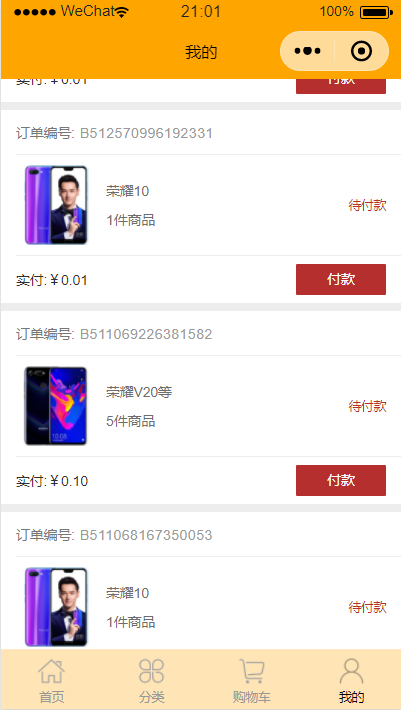 WeChat 21:01 100%
我的
实付:￥0.01 付款
订单编号: B512570996192331
荣耀10
1件商品
待付款
实付:￥0.01 付款
订单编号: B511069226381582
荣耀V20等
5件商品
待付款
实付:￥0.10 付款
订单编号: B511068167350053
荣耀10
1件商品
待付款
首页 分类 购物车 我的